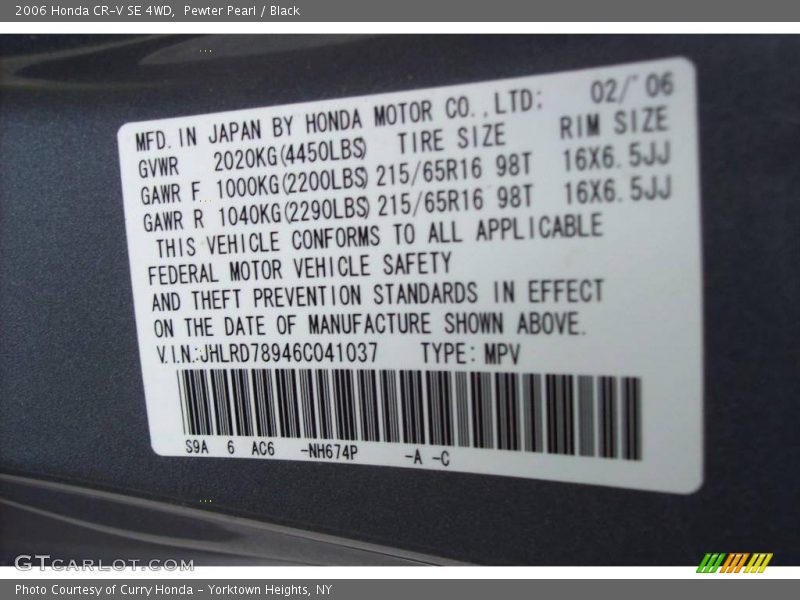 2006 Honda CR-V SE 4WD,  Pewter Pearl / Black
MFD. IN JAPAN BY HONDA MOTOR CO.,LTD: 02/'06
GVWR 2020KG(4450LBS) TIRE SIZE RIM SIZE
GAWR F 1000KG(2200LBS) 215/65R16 98T 16X6.5JJ
GAWR R 1040KG(2290LBS) 215/65R16 98T 16X6.5JJ
THIS VEHICLE CONFORMS TO ALL APPLICABLE
FEDERAL MOTOR VEHICLE SAFETY
AND THEFT PREVENTION STANDARDS IN EFFECT
ON THE DATE OF MANUFACTURE SHOWN ABOVE.
V.I.N.:JHLRD78946C041037 TYPE: MPV
S9A 6 AC6 -NH674P -A -C
GTCARLOT.COM
Photo Courtesy of Curry Honda - Yorktown Heights, NY